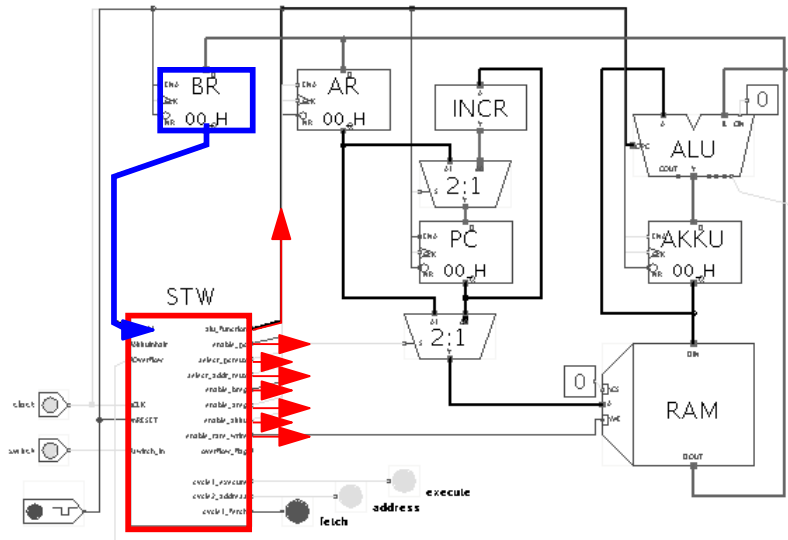 BR
00_H
AR
00_H
INCR
0
ALU
COUT
2:1
PC
00_H
AKKU
00_H
STW
2:1
alu_Function
enable_pc
Overflow
select_pcmux
select_addr_mux
enable_breg
enable_areg
enable_akku
enable_ram_write
overflow_flag
clock
CLK
nRESET
switch
switch_in
0
DIN
RAM
DOUT
cycle3_execute
cycle2_address
cycle1_fetch
execute
address
fetch